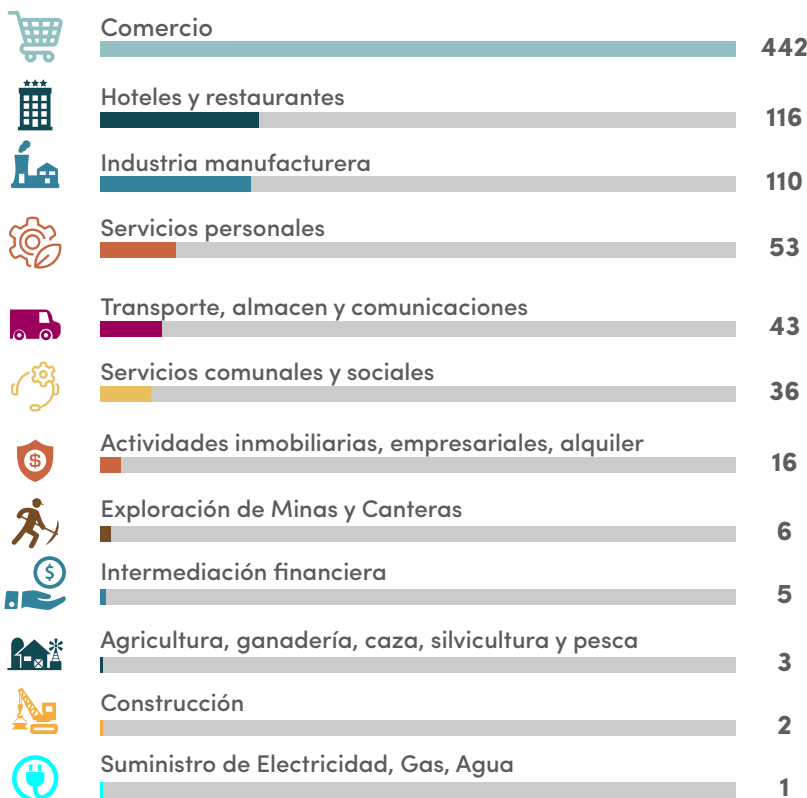 Comercio
442
Hoteles y restaurantes
116
Industria manufacturera
110
Servicios personales
53
Transporte, almacen y comunicaciones
43
Servicios comunales y sociales
36
Actividades inmobiliarias, empresariales, alquiler
16
Exploración de Minas y Canteras
6
Intermediación financiera
5
Agricultura, ganadería, caza, silvicultura y pesca
3
Construcción
2
Suministro de Electricidad, Gas, Agua
1